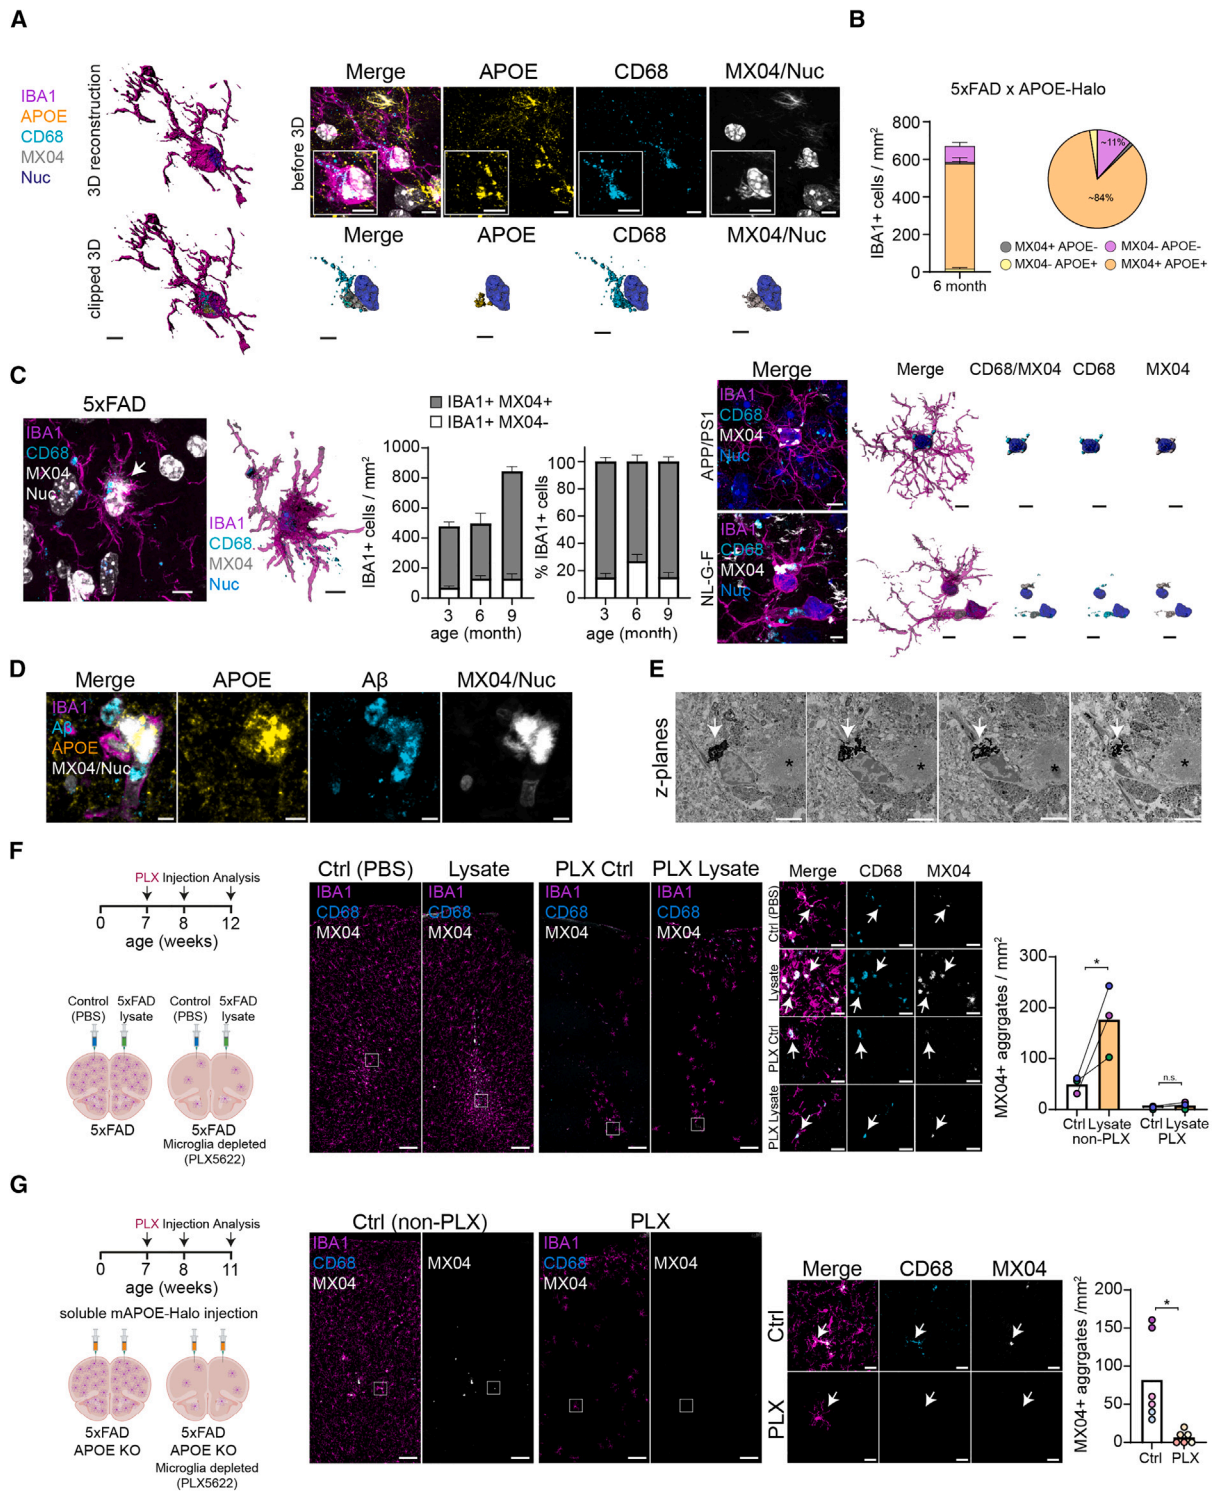 A
IBA1
APOE
CD68
MX04
Nuc
3D reconstruction
clipped 3D
before 3D
Merge
APOE
CD68
MX04/Nuc
Merge
APOE
CD68
MX04/Nuc
B
5xFAD x APOE-Halo
IBA1+ cells / mm²
800
600
400
200
0
6 month
~11%
~84%
MX04+ APOE-
MX04- APOE-
MX04- APOE+
MX04+ APOE+
C
5xFAD
IBA1
CD68
MX04
Nuc
IBA1
CD68
MX04
Nuc
IBA1+ MX04+
IBA1+ MX04-
IBA1+ cells / mm²
1000
800
600
400
200
0
3 6 9
age (month)
% IBA1+ cells
100
80
60
40
20
0
3 6 9
age (month)
Merge
APP/PS1
IBA1
CD68
MX04
Nuc
NL-G-F
IBA1
CD68
MX04
Nuc
Merge
CD68/MX04
CD68
MX04
D
Merge
APOE
Aβ
MX04/Nuc
IBA1
Aβ
APOE
MX04/Nuc
E
z-planes
*
*
*
*
F
PLX Injection Analysis
0 7 8 12
age (weeks)
Control (PBS)
5xFAD lysate
Control (PBS)
5xFAD lysate
5xFAD
5xFAD
Microglia depleted
(PLX5622)
Ctrl (PBS)
Lysate
PLX Ctrl
PLX Lysate
IBA1
CD68
MX04
IBA1
CD68
MX04
IBA1
CD68
MX04
IBA1
CD68
MX04
Merge
CD68
MX04
Ctrl (PBS)
Lysate
PLX Ctrl
PLX Lysate
MX04+ aggrgates / mm²
300
200
100
0
*
n.s.
Ctrl Lysate Ctrl Lysate
non-PLX PLX
G
PLX Injection Analysis
0 7 8 11
age (weeks)
soluble mAPOE-Halo injection
5xFAD
APOE KO
5xFAD
APOE KO
Microglia depleted
(PLX5622)
Ctrl (non-PLX)
PLX
IBA1
CD68
MX04
MX04
IBA1
CD68
MX04
MX04
Merge
CD68
MX04
Ctrl
PLX
MX04+ aggrgates /mm²
200
150
100
50
0
*
Ctrl PLX